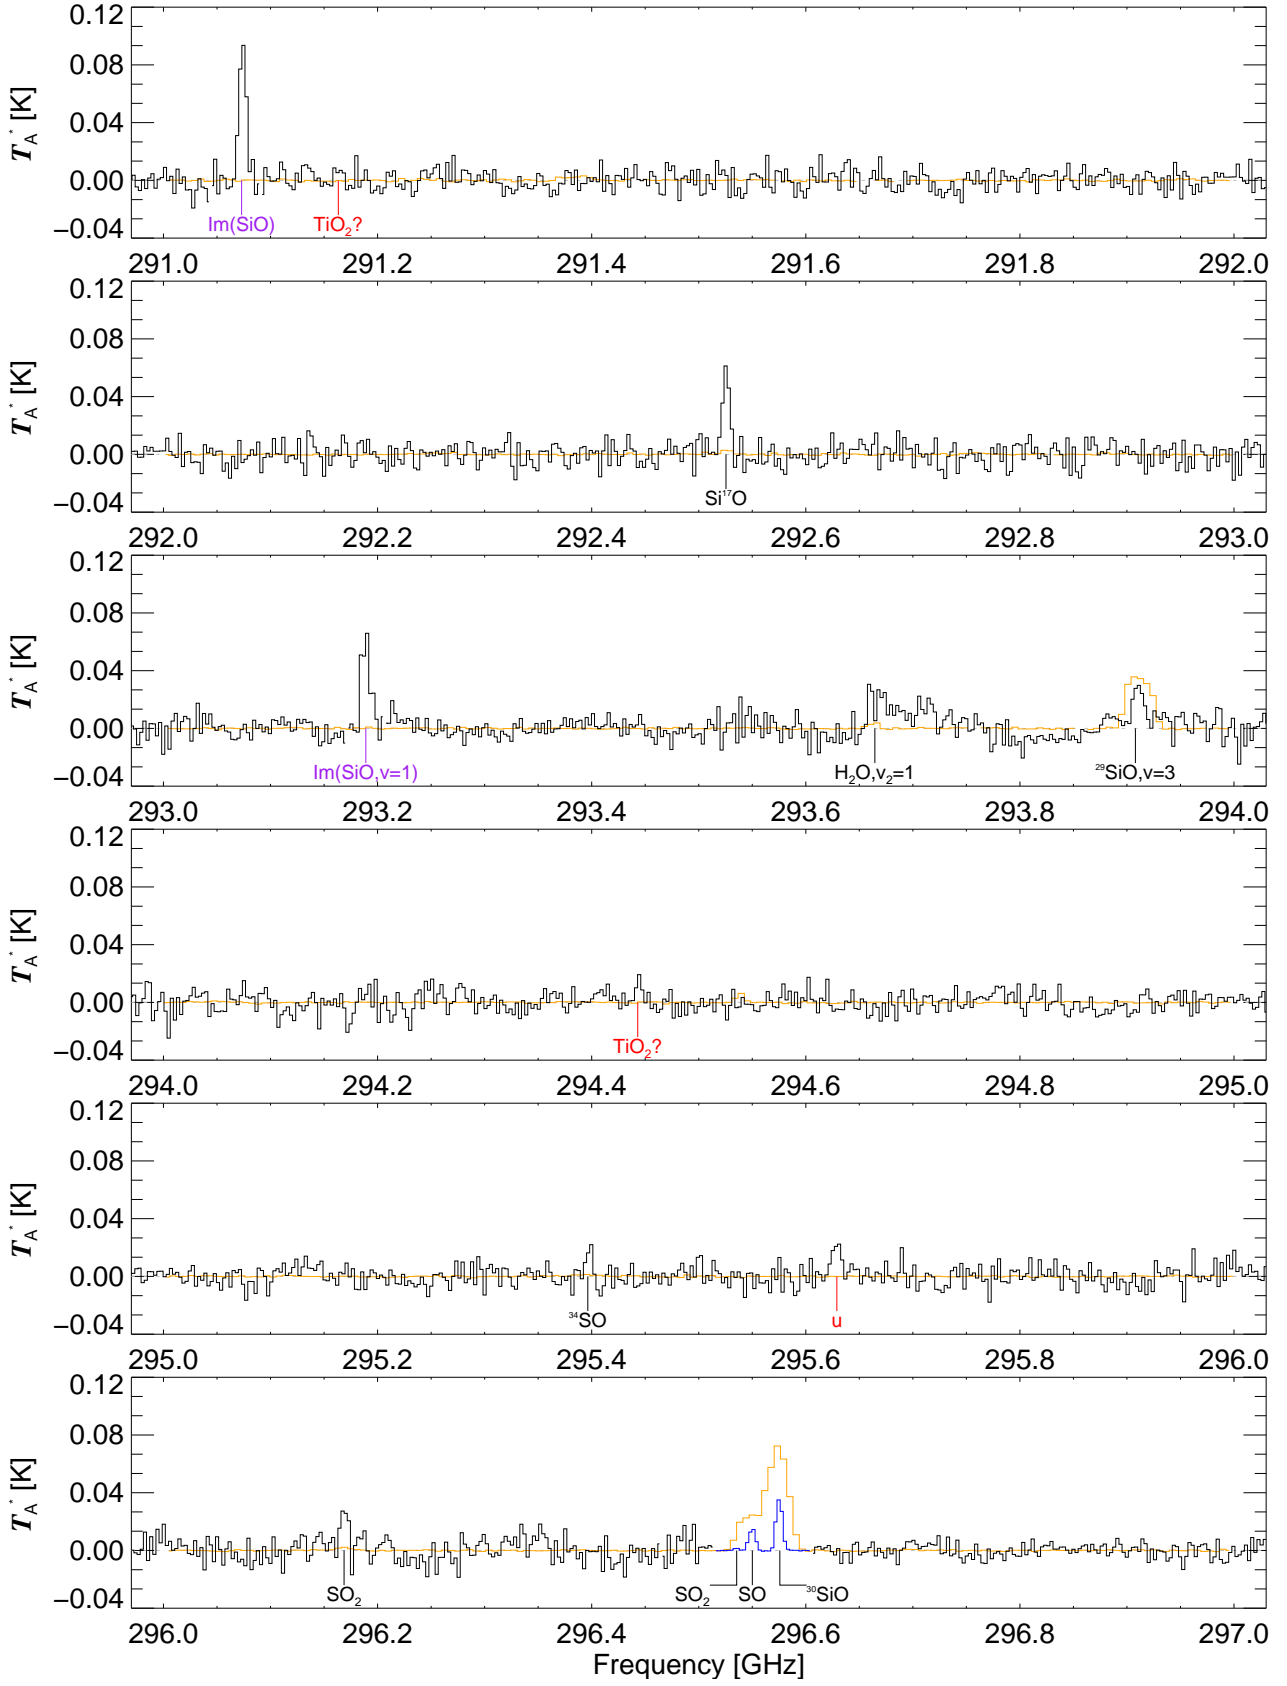 0.12
0.08
0.04
0.00
−0.04
T_A^* [K]
Im(SiO) TiO₂?
291.0 291.2 291.4 291.6 291.8 292.0
0.12
0.08
0.04
0.00
−0.04
T_A^* [K]
Si¹⁷O
292.0 292.2 292.4 292.6 292.8 293.0
0.12
0.08
0.04
0.00
−0.04
T_A^* [K]
Im(SiO,v=1) H₂O,v₂=1 ²⁹SiO,v=3
293.0 293.2 293.4 293.6 293.8 294.0
0.12
0.08
0.04
0.00
−0.04
T_A^* [K]
TiO₂?
294.0 294.2 294.4 294.6 294.8 295.0
0.12
0.08
0.04
0.00
−0.04
T_A^* [K]
³⁴SO u
295.0 295.2 295.4 295.6 295.8 296.0
0.12
0.08
0.04
0.00
−0.04
T_A^* [K]
SO₂ SO₂ SO ³⁰SiO
296.0 296.2 296.4 296.6 296.8 297.0
Frequency [GHz]